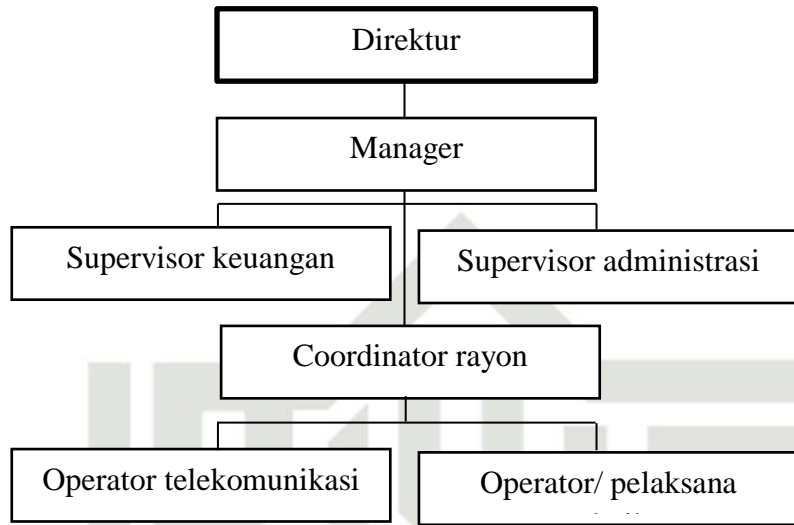 Direktur
Manager
Supervisor keuangan
Supervisor administrasi
Coordinator rayon
Operator telekomunikasi
Operator/ pelaksana